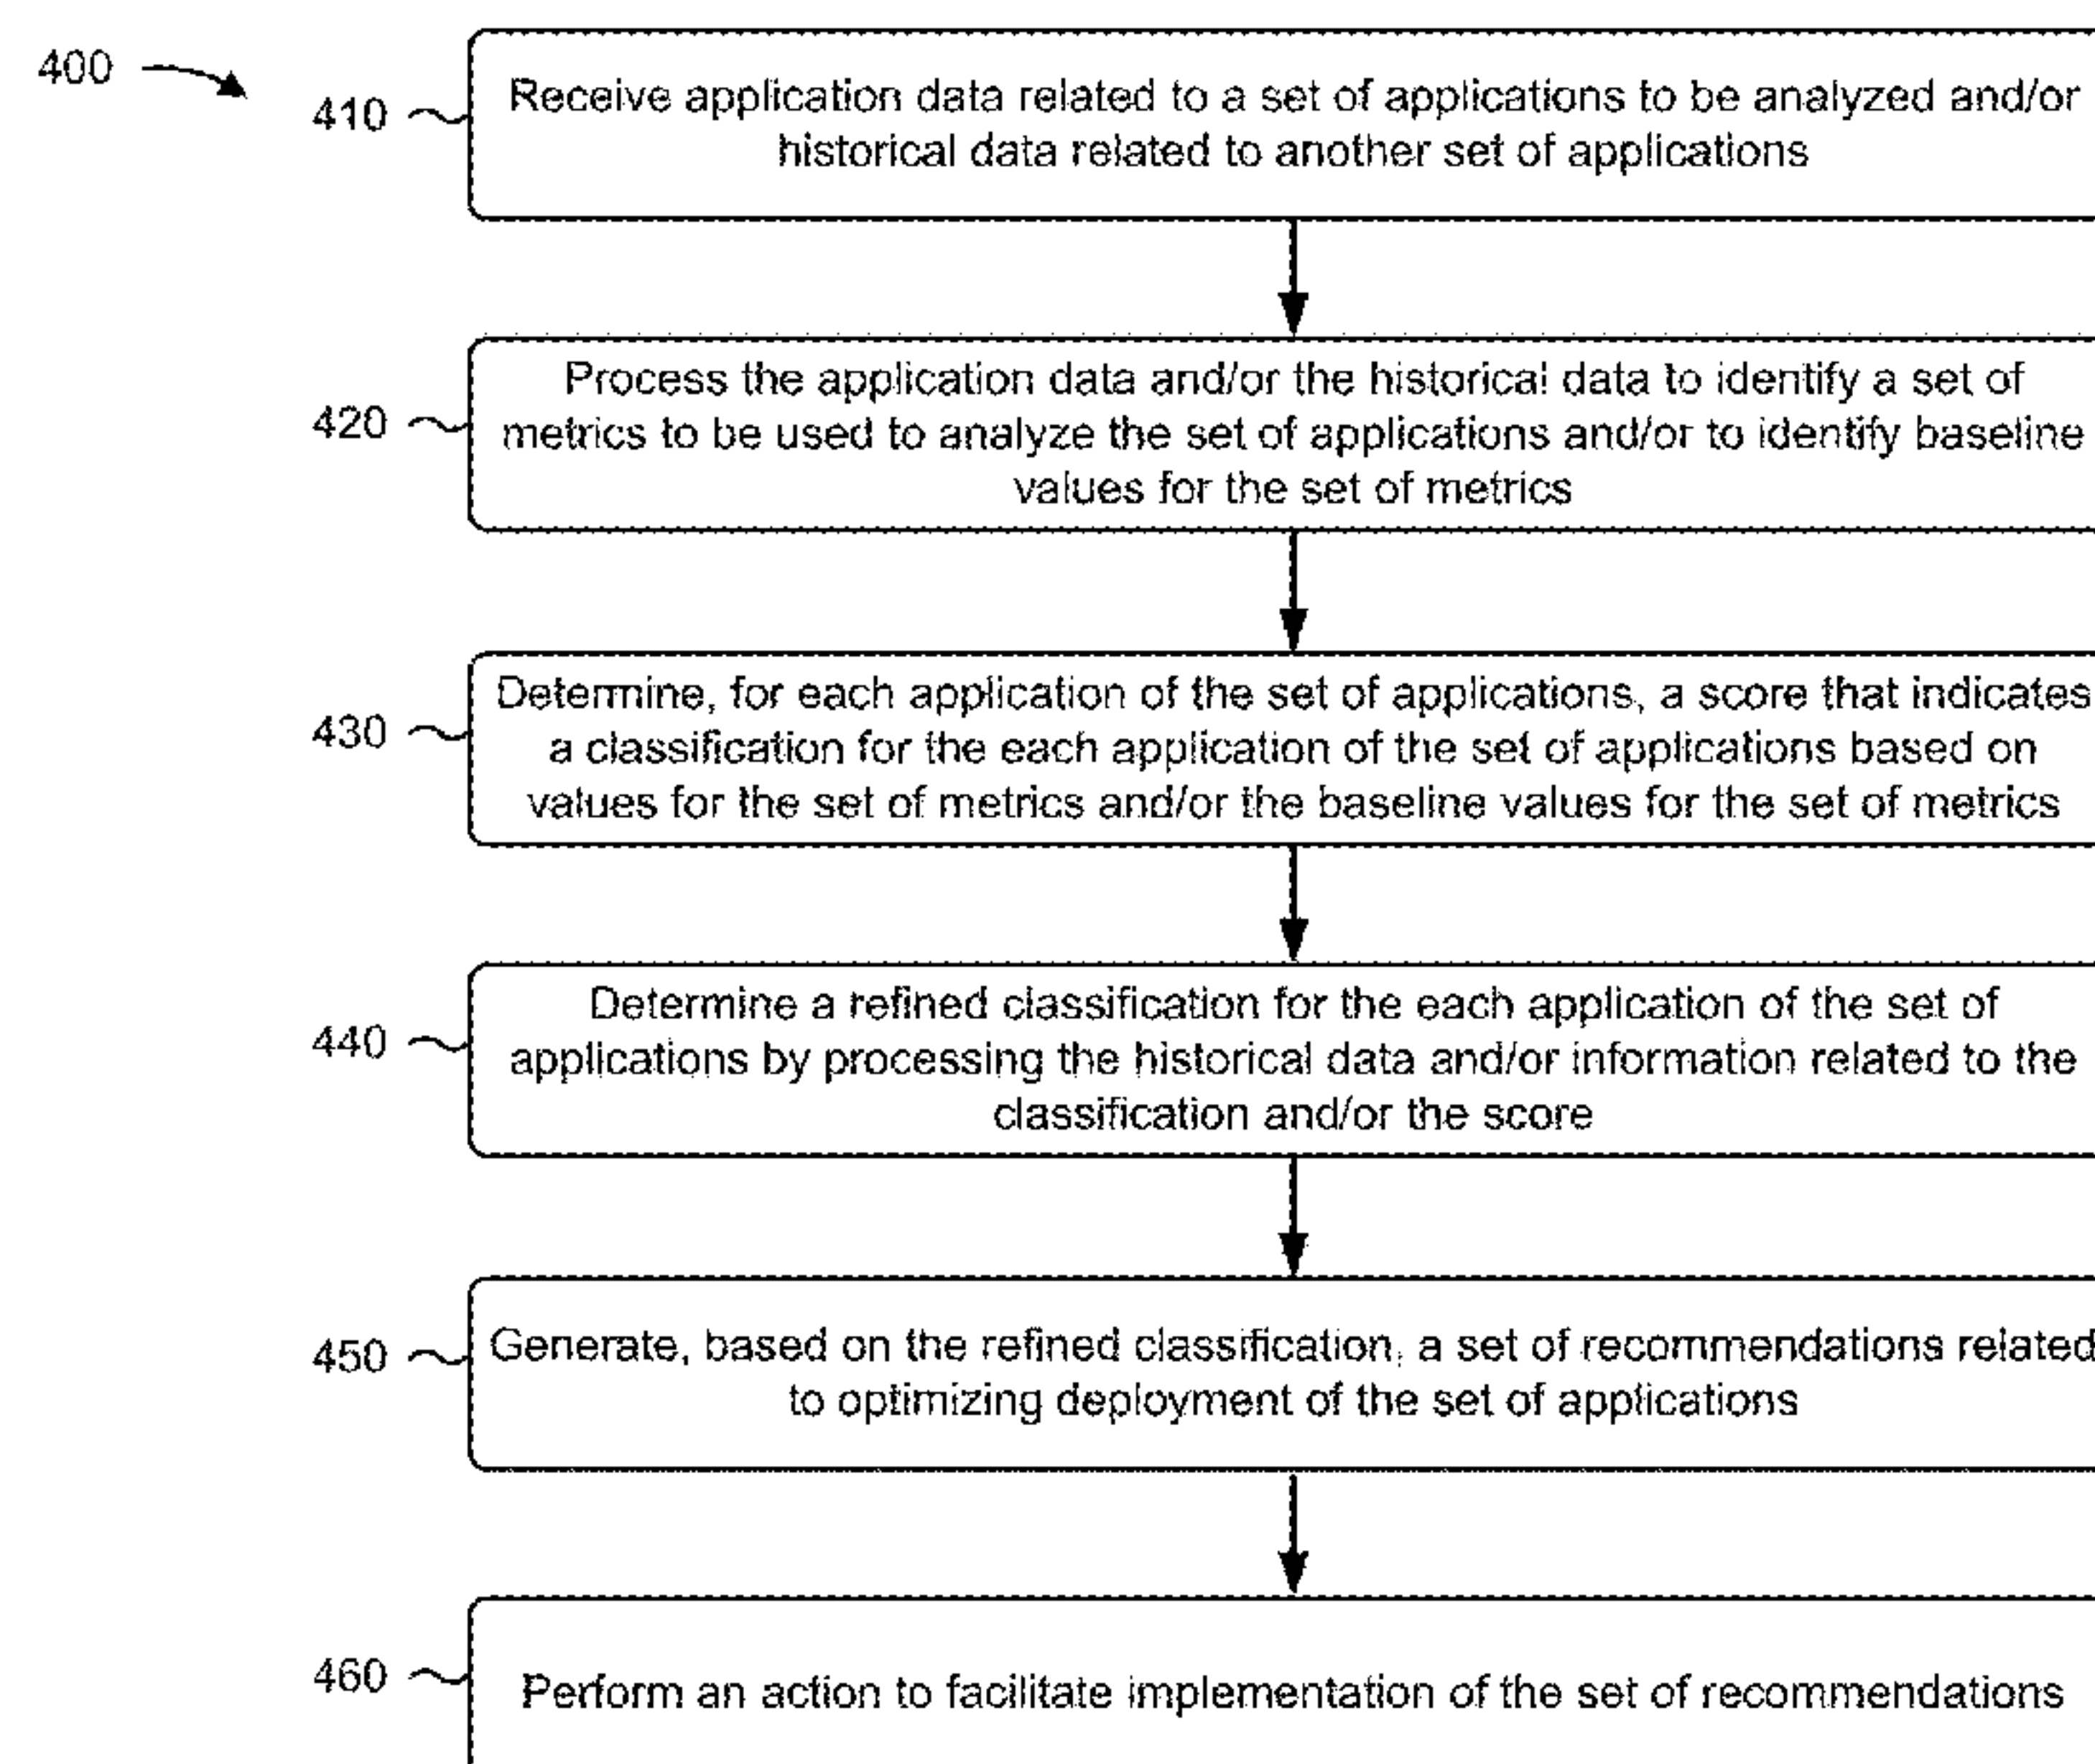 400
410
Receive application data related to a set of applications to be analyzed and/or
historical data related to another set of applications
420
Process the application data and/or the historical data to identify a set of
metrics to be used to analyze the set of applications and/or to identify baseline
values for the set of metrics
430
Determine, for each application of the set of applications, a score that indicates
a classification for the each application of the set of applications based on
values for the set of metrics and/or the baseline values for the set of metrics
440
Determine a refined classification for the each application of the set of
applications by processing the historical data and/or information related to the
classification and/or the score
450
Generate, based on the refined classification, a set of recommendations related
to optimizing deployment of the set of applications
460
Perform an action to facilitate implementation of the set of recommendations